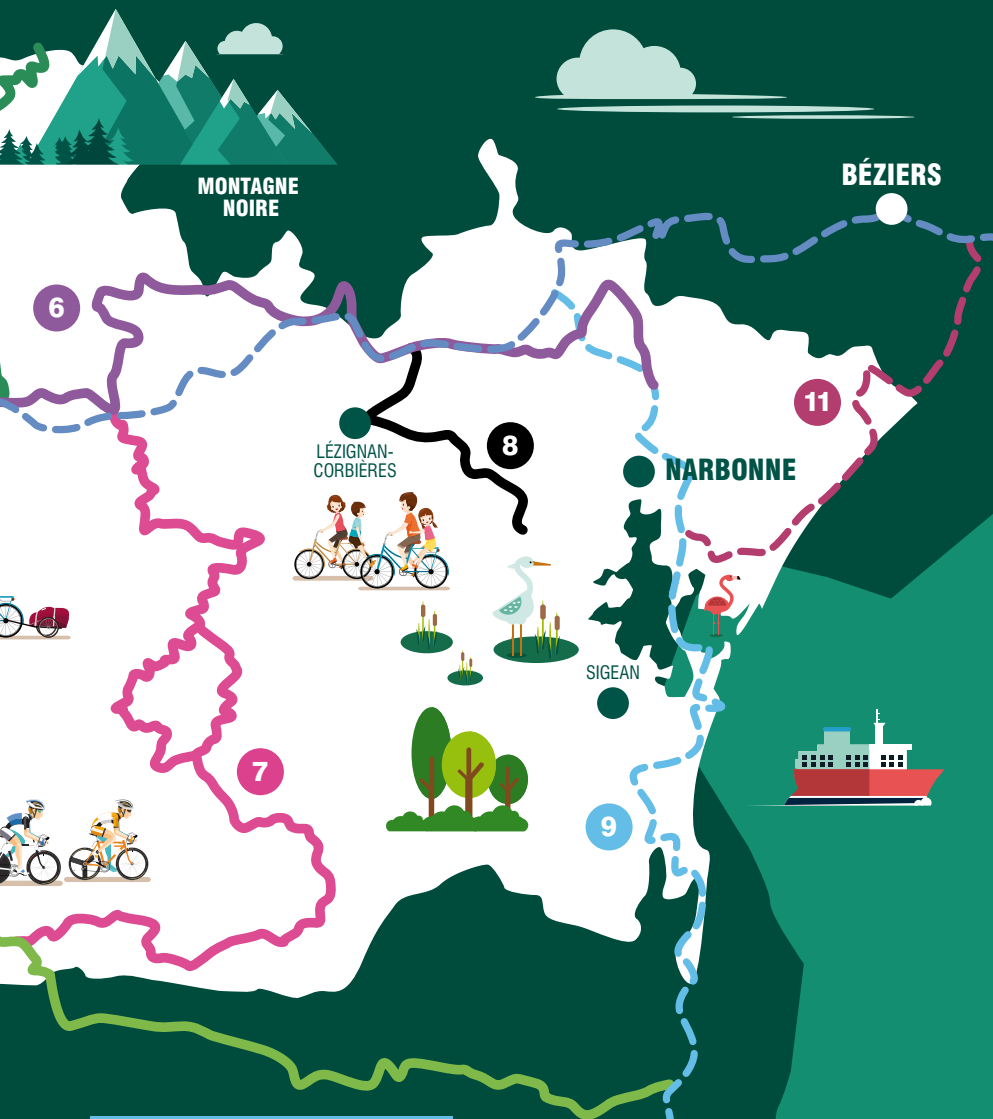 MONTAGNE
NOIRE
BÉZIERS
6
11
8
LÉZIGNAN-
CORBIÈRES
NARBONNE
SIGEAN
7
9